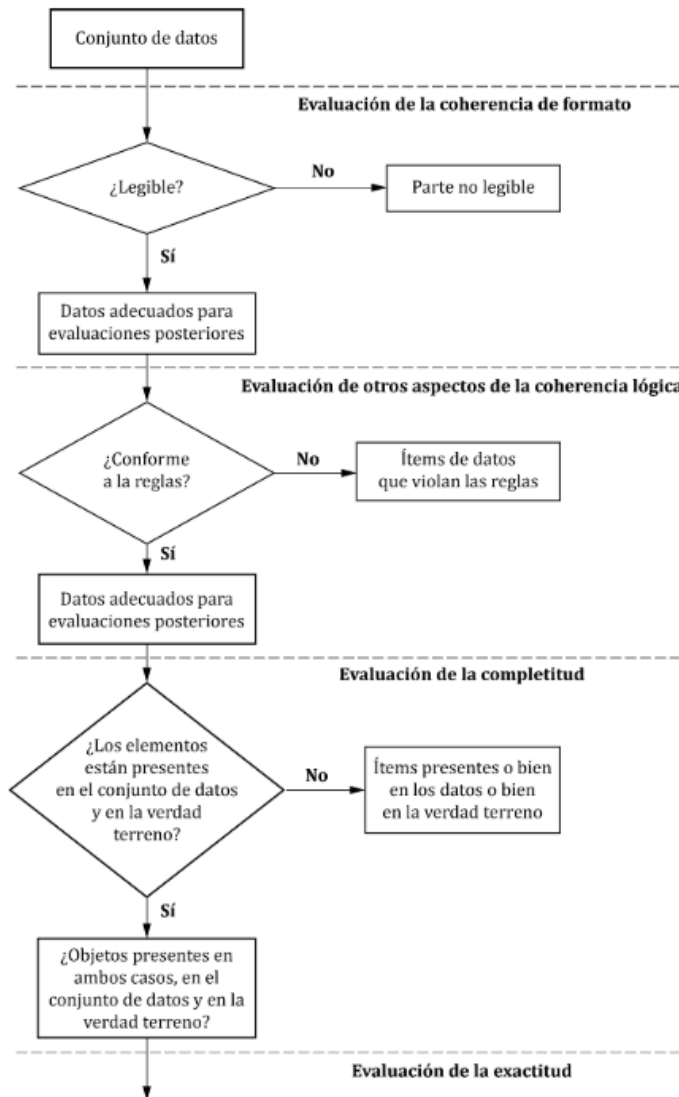 Conjunto de datos
Evaluación de la coherencia de formato
¿Legible?
No
Parte no legible
Sí
Datos adecuados para
evaluaciones posteriores
Evaluación de otros aspectos de la coherencia lógica
¿Conforme
a la reglas?
No
Ítems de datos
que violan las reglas
Sí
Datos adecuados para
evaluaciones posteriores
Evaluación de la completitud
¿Los elementos
están presentes
en el conjunto de datos
y en la verdad
terreno?
No
Ítems presentes o bien
en los datos o bien
en la verdad terreno
Sí
¿Objetos presentes en
ambos casos, en el
conjunto de datos y en la
verdad terreno?
Evaluación de la exactitud